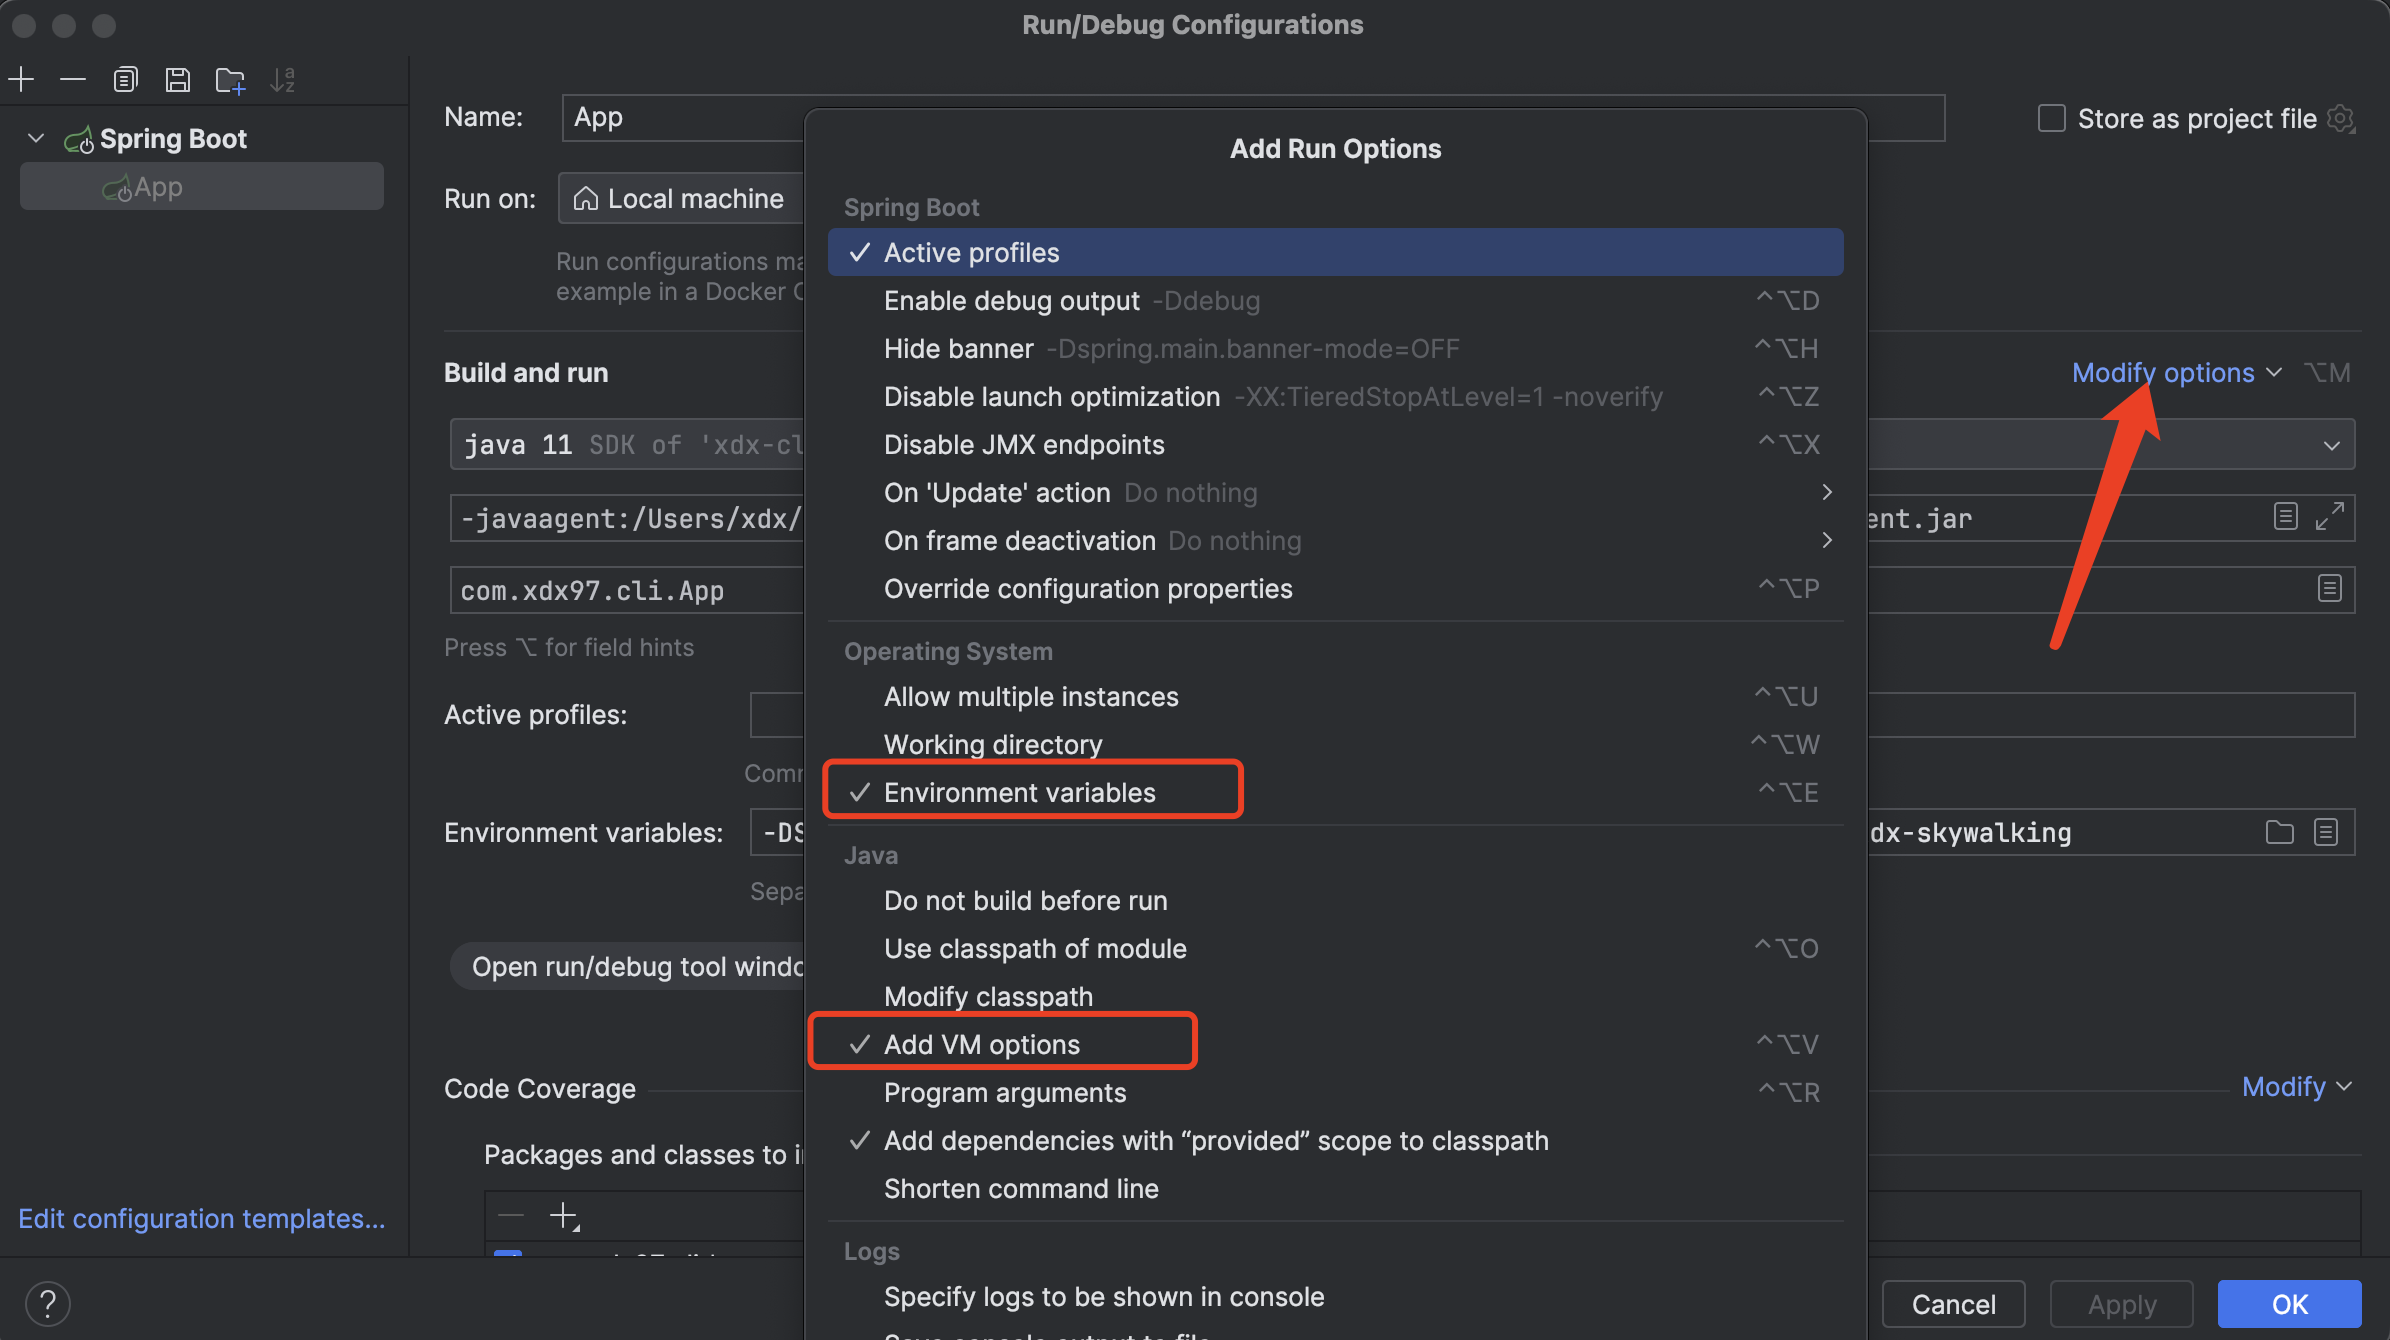 Run/Debug Configurations
Spring Boot
App
Edit configuration templates...
?
Name:
App
Store as project file
Run on:
Local machine
Run configurations ma
example in a Docker C
Build and run
Modify options ⌥M
java 11 SDK of 'xdx-cl
-javaagent:/Users/xdx/
ent.jar
com.xdx97.cli.App
Press ⌥ for field hints
Active profiles:
Comm
Environment variables:
-DS
dx-skywalking
Sepa
Open run/debug tool windo
Code Coverage
Modify
Packages and classes to i
Add Run Options
Spring Boot
✓ Active profiles
Enable debug output -Ddebug ^⌥D
Hide banner -Dspring.main.banner-mode=OFF ^⌥H
Disable launch optimization -XX:TieredStopAtLevel=1 -noverify ^⌥Z
Disable JMX endpoints ^⌥X
On 'Update' action Do nothing
On frame deactivation Do nothing
Override configuration properties ^⌥P
Operating System
Allow multiple instances ^⌥U
Working directory ^⌥W
✓ Environment variables ^⌥E
Java
Do not build before run
Use classpath of module ^⌥O
Modify classpath
✓ Add VM options ^⌥V
Program arguments ^⌥R
✓ Add dependencies with “provided” scope to classpath
Shorten command line
Logs
Specify logs to be shown in console
Save console output to file
Cancel
Apply
OK